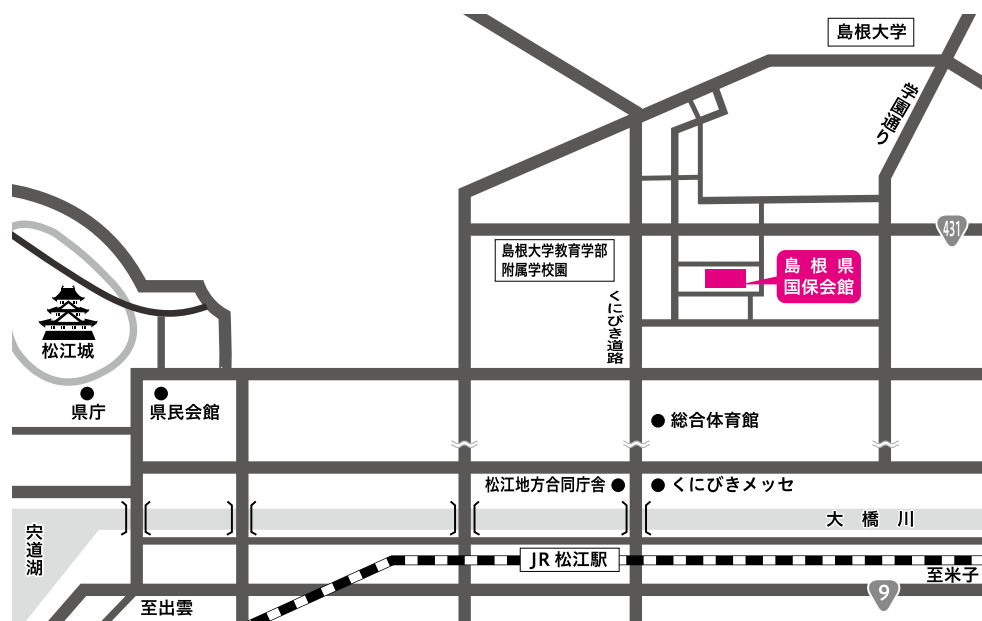 島根大学
学園通り
431
島根大学教育学部
附属学校園
島根県
国保会館
くにびき道路
松江城
県庁
県民会館
総合体育館
松江地方合同庁舎
くにびきメッセ
大橋川
宍道湖
JR 松江駅
至米子
9
至出雲